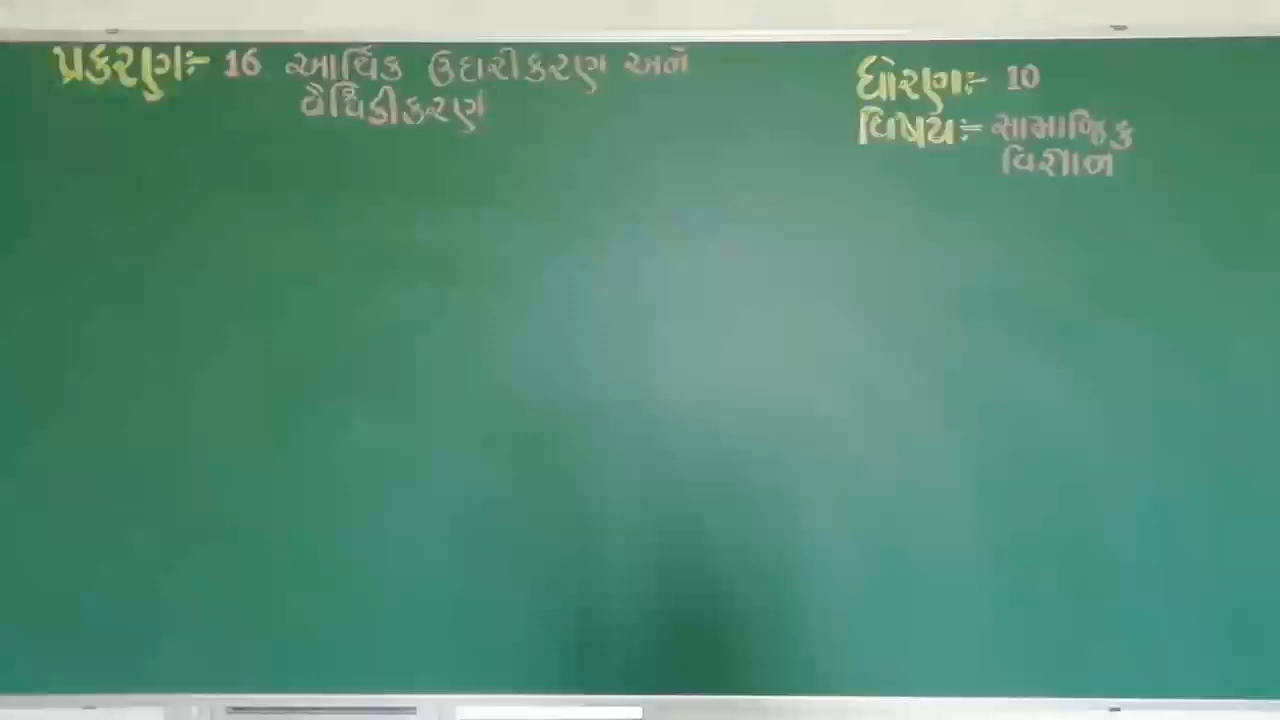 પ્રકરણ:- 16 આર્થિક ઉદારીકરણ અને
વૈશ્વિકીકરણ
ધોરણ:- 10
વિષય:- સામાજિક
વિજ્ઞાન